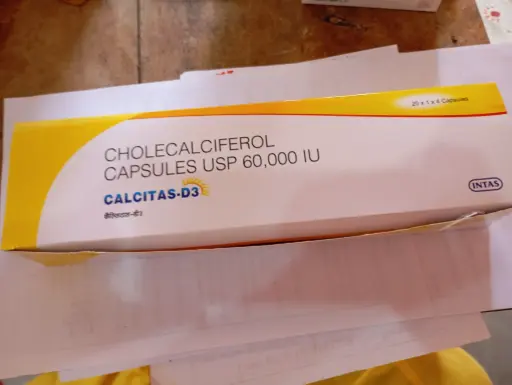 20 x 1 x 4 Capsules
CHOLECALCIFEROL
CAPSULES USP 60,000 IU
CALCITAS-D3
कैल्सिटास-डी3
INTAS